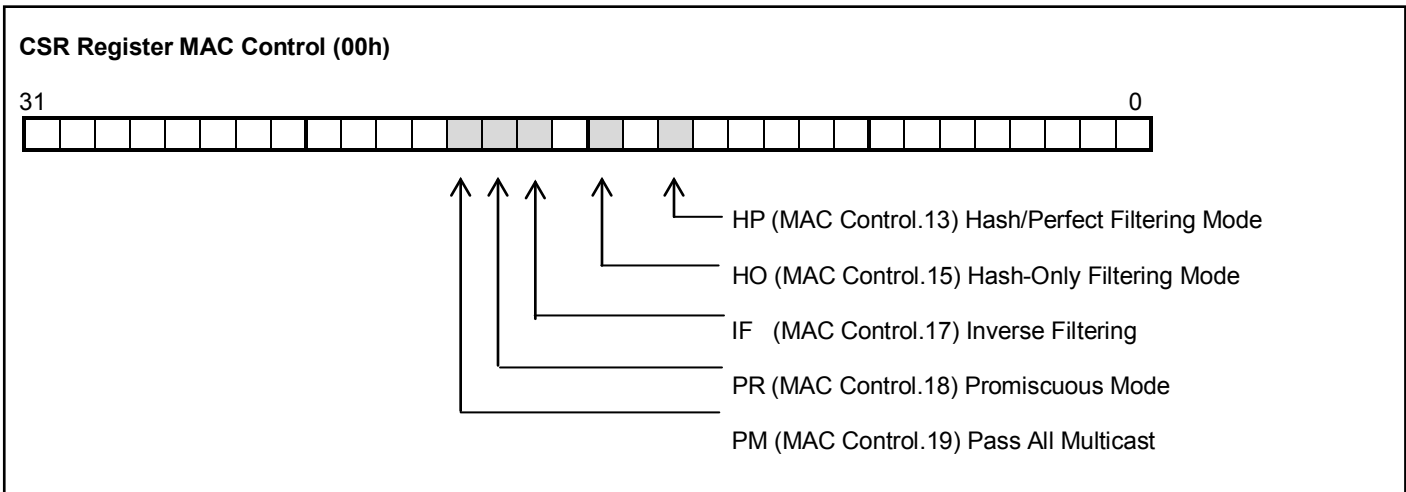 CSR Register MAC Control (00h)
31 0
HP (MAC Control.13) Hash/Perfect Filtering Mode
HO (MAC Control.15) Hash-Only Filtering Mode
IF (MAC Control.17) Inverse Filtering
PR (MAC Control.18) Promiscuous Mode
PM (MAC Control.19) Pass All Multicast